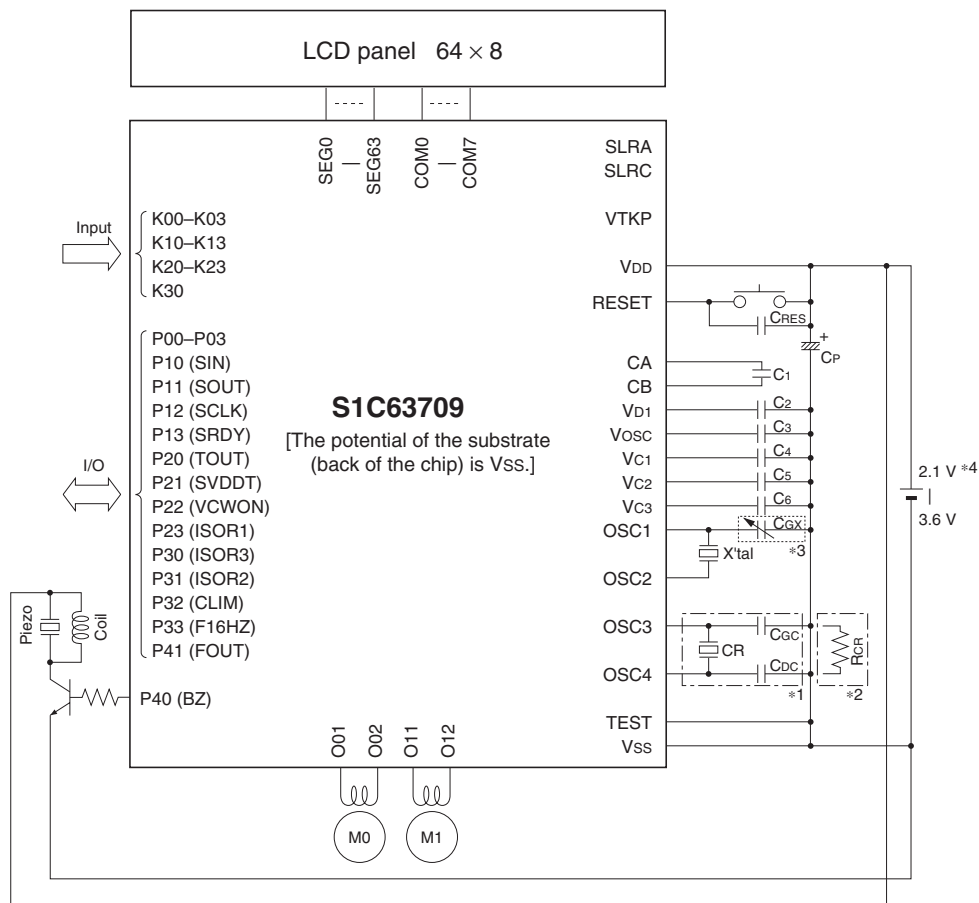 LCD panel 64 × 8
SEG0
SEG63
COM0
COM7
SLRA
SLRC
VTKP
VDD
RESET
CRES
+
CP
CA
CB
C1
VD1
C2
VOSC
C3
VC1
C4
VC2
C5
VC3
C6
OSC1
CGX
*3
X'tal
OSC2
OSC3
CGC
CR
OSC4
CDC
*1
RCR
*2
TEST
VSS
2.1 V *4
3.6 V
Input
K00–K03
K10–K13
K20–K23
K30
I/O
P00–P03
P10 (SIN)
P11 (SOUT)
P12 (SCLK)
P13 (SRDY)
P20 (TOUT)
P21 (SVDDT)
P22 (VCWON)
P23 (ISOR1)
P30 (ISOR3)
P31 (ISOR2)
P32 (CLIM)
P33 (F16HZ)
P41 (FOUT)
P40 (BZ)
S1C63709
[The potential of the substrate
(back of the chip) is VSS.]
Piezo
Coil
O01
O02
O11
O12
M0
M1